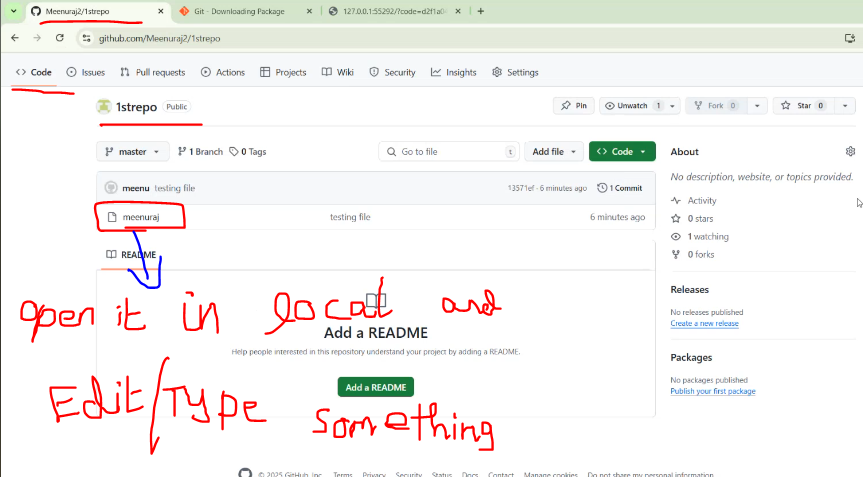 Meenuraj2/1strepo
Git - Downloading Package
127.0.0.1:55292/?code=d2f1a0
github.com/Meenuraj2/1strepo
Code Issues Pull requests Actions Projects Wiki Security Insights Settings
1strepo Public
Pin Unwatch 1 Fork 0 Star 0
master 1 Branch 0 Tags Go to file t Add file Code
meenu testing file 13571ef · 6 minutes ago 1 Commit
meenuraj testing file 6 minutes ago
README
open it in local and
Add a README
Help people interested in this repository understand your project by adding a README.
Add a README
Edit/Type something
About
No description, website, or topics provided.
Activity
0 stars
1 watching
0 forks
Releases
No releases published
Create a new release
Packages
No packages published
Publish your first package
© 2025 GitHub, Inc. Terms Privacy Security Status Docs Contact Manage cookies Do not share my personal information